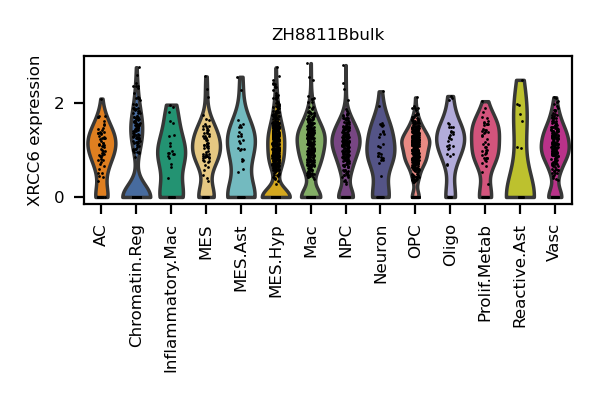 ZH8811Bbulk
XRCC6 expression
2
0
AC
Chromatin.Reg
Inflammatory.Mac
MES
MES.Ast
MES.Hyp
Mac
NPC
Neuron
OPC
Oligo
Prolif.Metab
Reactive.Ast
Vasc